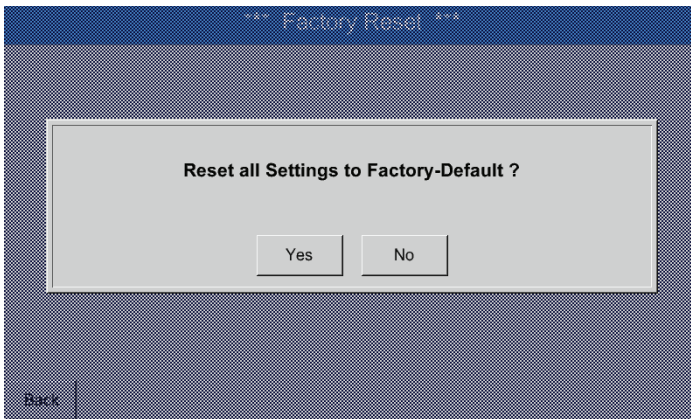 *** Factory Reset ***
Reset all Settings to Factory-Default ?
Yes No
Back